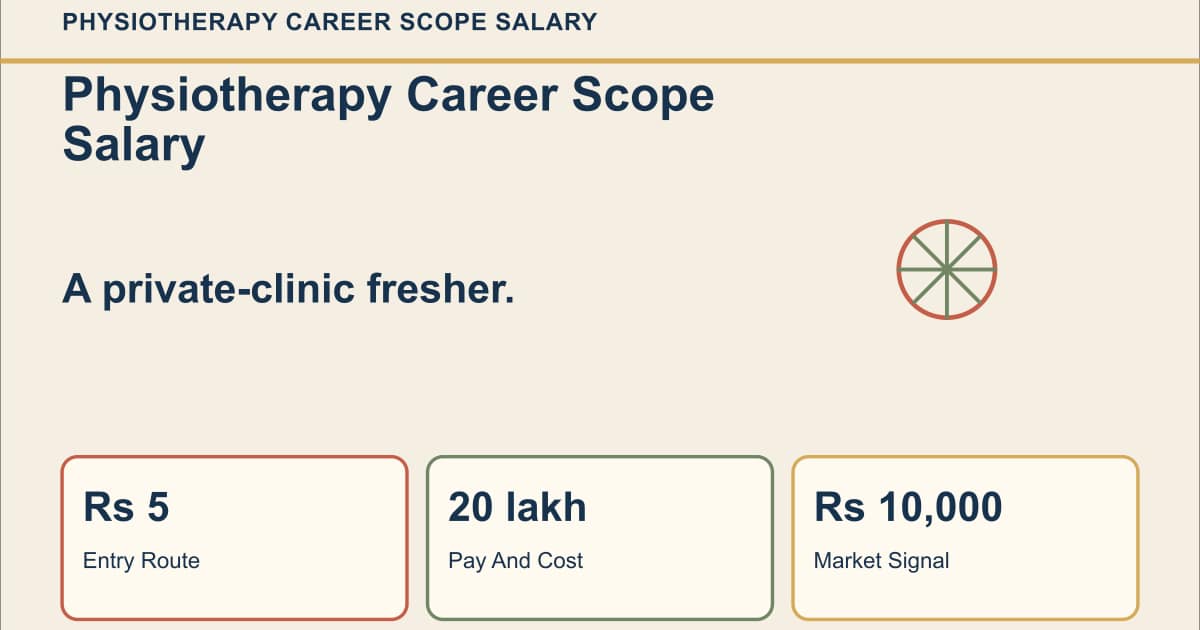 PHYSIOTHERAPY CAREER SCOPE SALARY
Physiotherapy Career Scope
Salary
A private-clinic fresher.
Rs 5
Entry Route
20 lakh
Pay And Cost
Rs 10,000
Market Signal